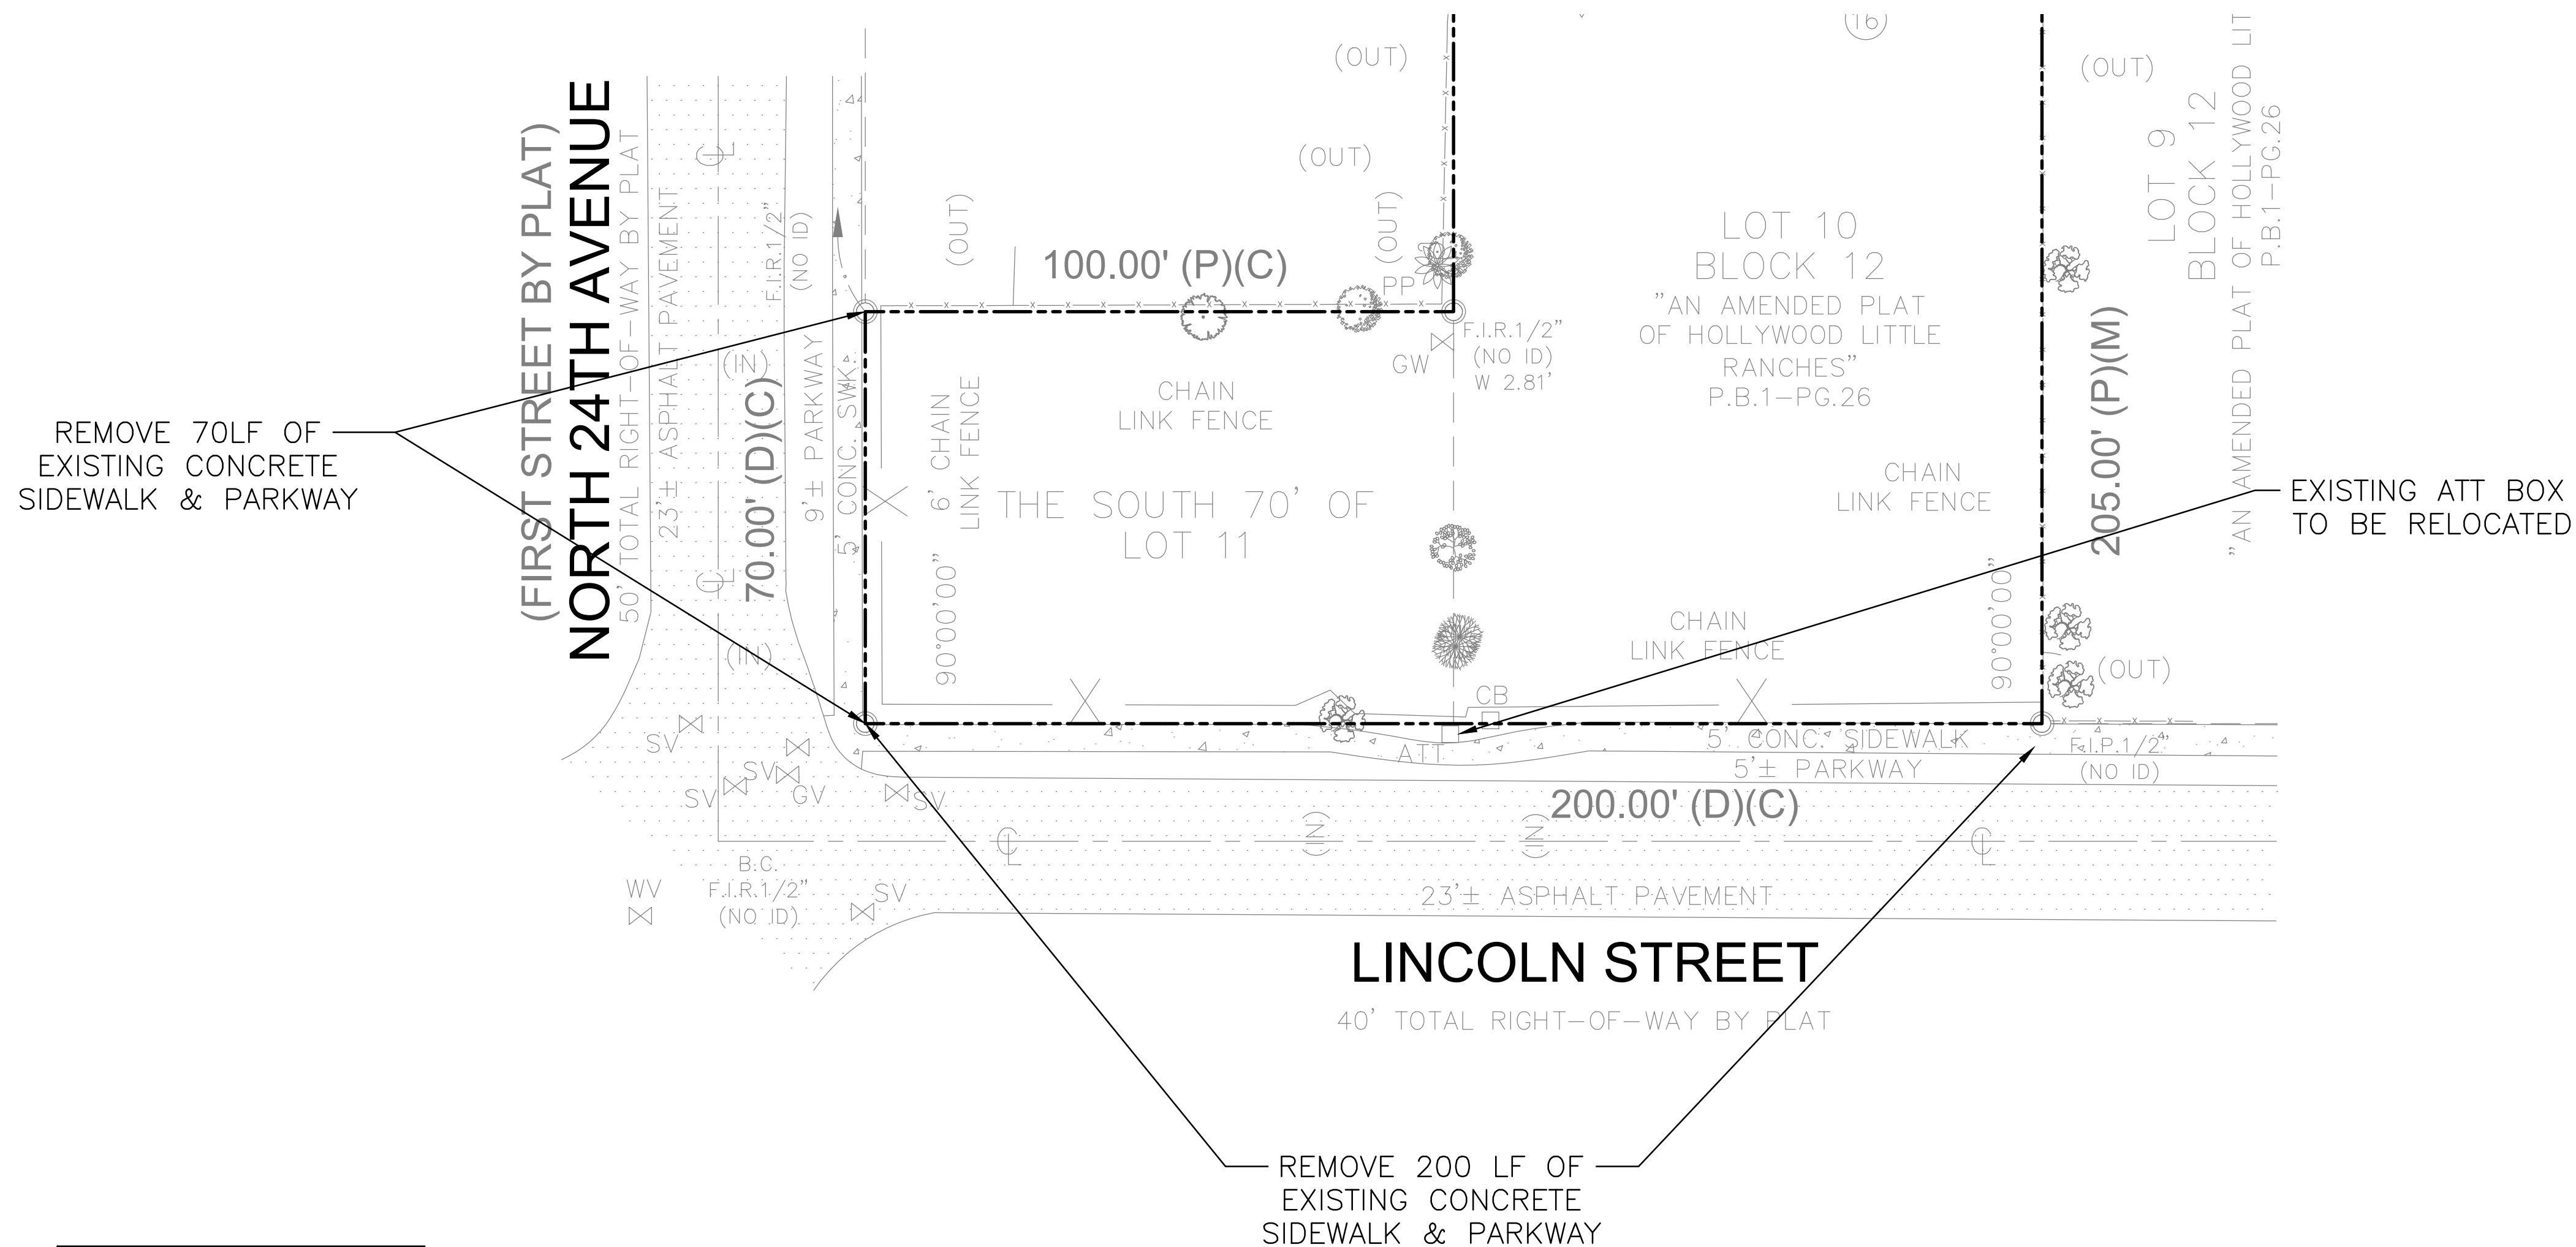 (16)
(OUT)
(OUT)
(OUT)
(OUT)
(OUT)
LOT 9
BLOCK 12
"AN AMENDED PLAT OF HOLLYWOOD LIT
P.B.1-PG.26
(FIRST STREET BY PLAT)
NORTH 24TH AVENUE
50' TOTAL RIGHT-OF-WAY BY PLAT
23'± ASPHALT PAVEMENT
CL
F.I.R.1/2"
(NO ID)
100.00' (P)(C)
PP
LOT 10
BLOCK 12
"AN AMENDED PLAT
OF HOLLYWOOD LITTLE
RANCHES"
P.B.1-PG.26
F.I.R.1/2"
(NO ID)
W 2.81'
GW
(IN)
70.00' (D)(C)
9'± PARKWAY
5' CONC. SWK.
6' CHAIN
LINK FENCE
CHAIN
LINK FENCE
205.00' (P)(M)
REMOVE 70LF OF
EXISTING CONCRETE
SIDEWALK & PARKWAY
THE SOUTH 70' OF
LOT 11
CHAIN
LINK FENCE
EXISTING ATT BOX
TO BE RELOCATED
CL
90°00'00"
90°00'00"
(IN)
CHAIN
LINK FENCE
(OUT)
CB
ATT
5' CONC. SIDEWALK
5'± PARKWAY
F.I.P.1/2"
(NO ID)
SV
SV
SV
GV
SV
200.00' (D)(C)
CL
(IN)
(IN)
CL
B.C.
F.I.R.1/2"
(NO ID)
WV
SV
23'± ASPHALT PAVEMENT
LINCOLN STREET
40' TOTAL RIGHT-OF-WAY BY PLAT
REMOVE 200 LF OF
EXISTING CONCRETE
SIDEWALK & PARKWAY